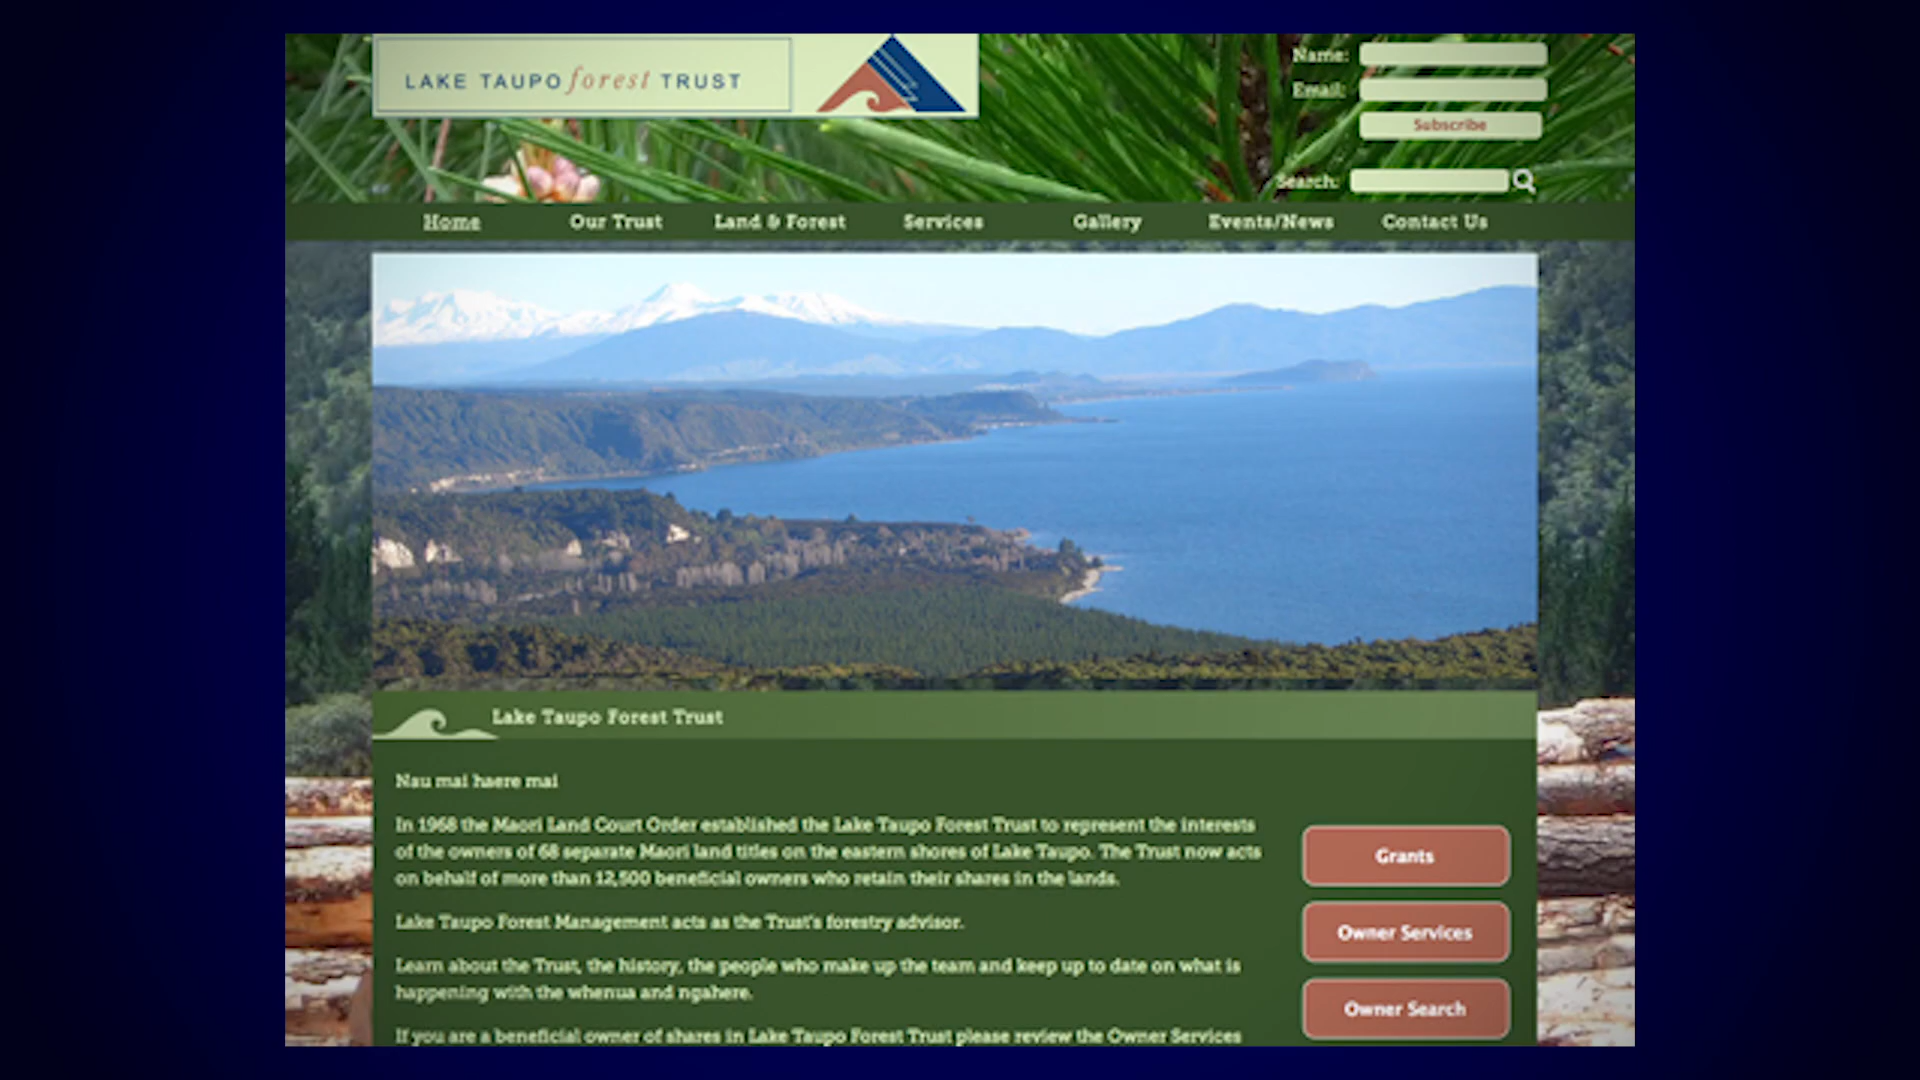 LAKE TAUPO forest TRUST
Name:
Email:
Subscribe
Search:
Home Our Trust Land & Forest Services Gallery Events/News Contact Us
Lake Taupo Forest Trust
Nau mai haere mai
In 1968 the Maori Land Court Order established the Lake Taupo Forest Trust to represent the interests
of the owners of 68 separate Maori land titles on the eastern shores of Lake Taupo. The Trust now acts
on behalf of more than 12,500 beneficial owners who retain their shares in the lands.
Lake Taupo Forest Management acts as the Trust's forestry advisor.
Learn about the Trust, the history, the people who make up the team and keep up to date on what is
happening with the whenua and ngahere.
If you are a beneficial owner of shares in Lake Taupo Forest Trust please review the Owner Services
Grants
Owner Services
Owner Search